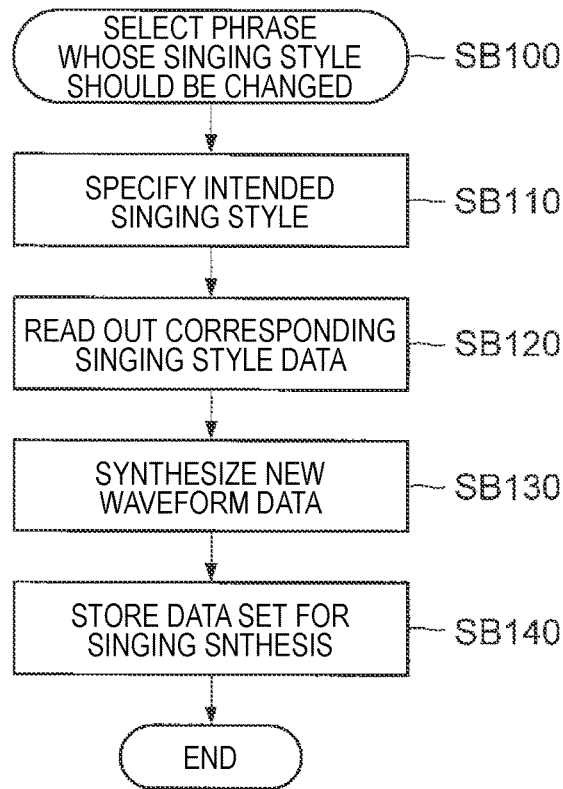 SELECT PHRASE
WHOSE SINGING STYLE
SHOULD BE CHANGED
SB100
SPECIFY INTENDED
SINGING STYLE
SB110
READ OUT CORRESPONDING
SINGING STYLE DATA
SB120
SYNTHESIZE NEW
WAVEFORM DATA
SB130
STORE DATA SET FOR
SINGING SNTHESIS
SB140
END